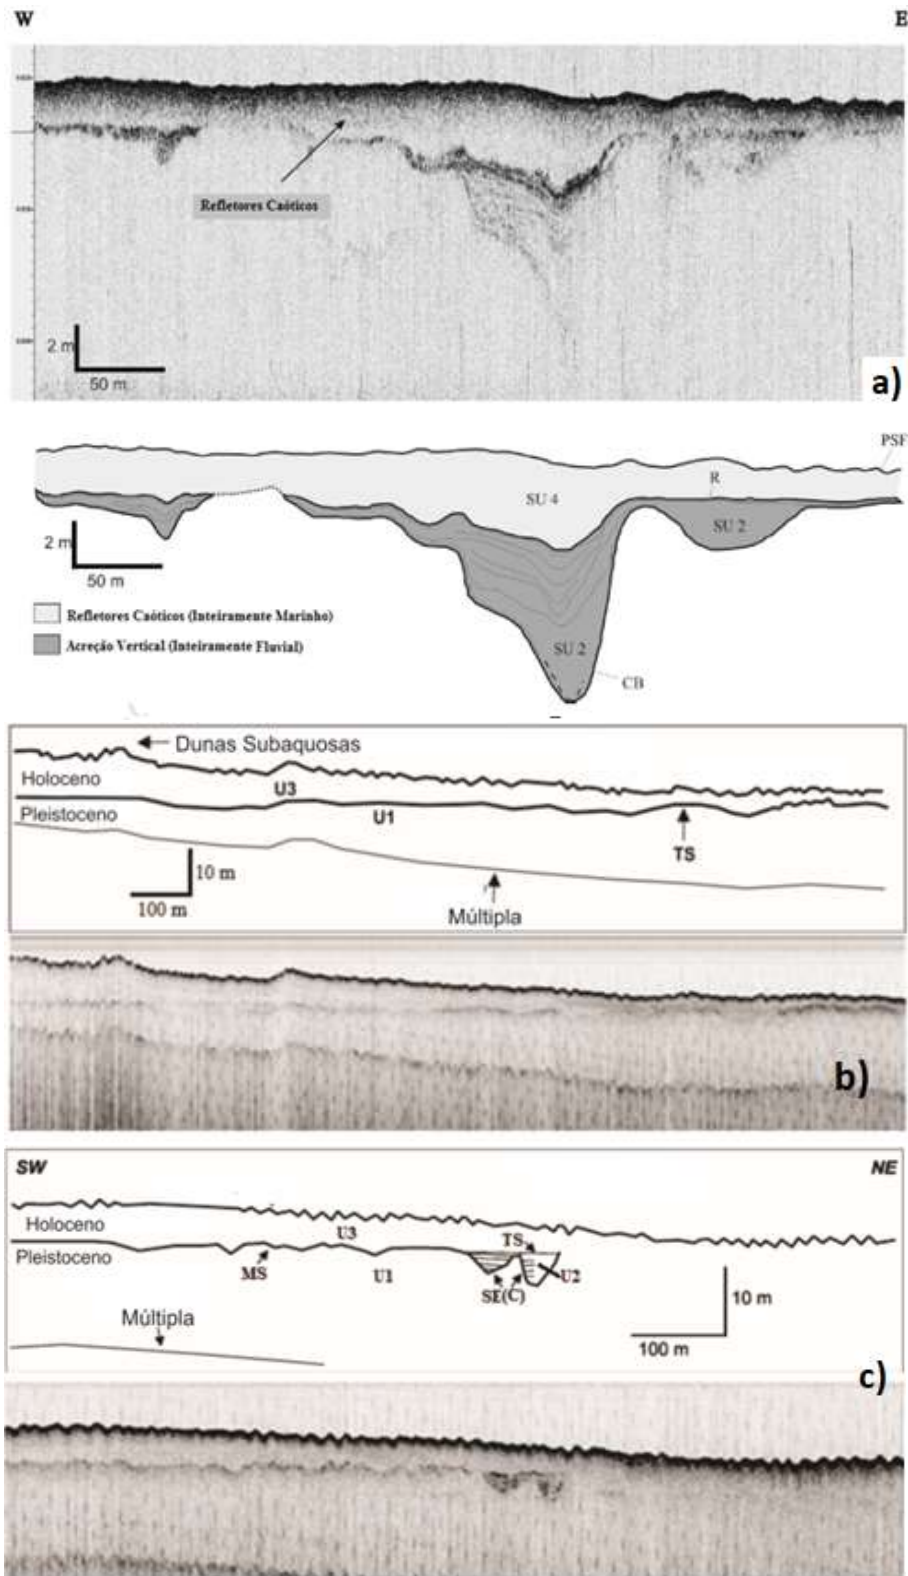 W
E
Refletores Caóticos
2 m
50 m
a)
PSF
R
SU 4
SU 2
2 m
50 m
Refletores Caóticos (Inteiramente Marinho)
Acreção Vertical (Inteiramente Fluvial)
SU 2
CB
Dunas Subaquosas
Holoceno
U3
Pleistoceno
U1
TS
10 m
100 m
Múltipla
b)
SW
NE
Holoceno
U3
TS
Pleistoceno
MS
U1
U2
SE(C)
10 m
Múltipla
100 m
c)